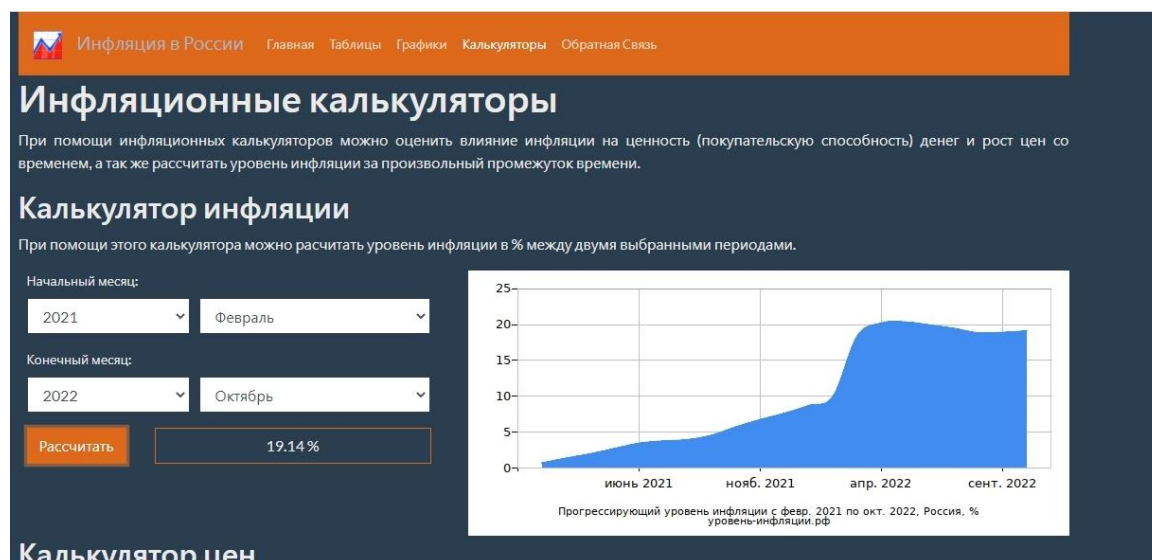 Инфляция в России Главная Таблицы Графики Калькуляторы Обратная Связь
Инфляционные калькуляторы
При помощи инфляционных калькуляторов можно оценить влияние инфляции на ценность (покупательскую способность) денег и рост цен со
временем, а так же рассчитать уровень инфляции за произвольный промежуток времени.
Калькулятор инфляции
При помощи этого калькулятора можно расчитать уровень инфляции в % между двумя выбранными периодами.
Начальный месяц:
2021 Февраль
Конечный месяц:
2022 Октябрь
Рассчитать 19.14 %
25
20
15
10
5
0
июнь 2021 нояб. 2021 апр. 2022 сент. 2022
Прогрессирующий уровень инфляции с февр. 2021 по окт. 2022, Россия, %
уровень-инфляции.рф
Калькулятор цен